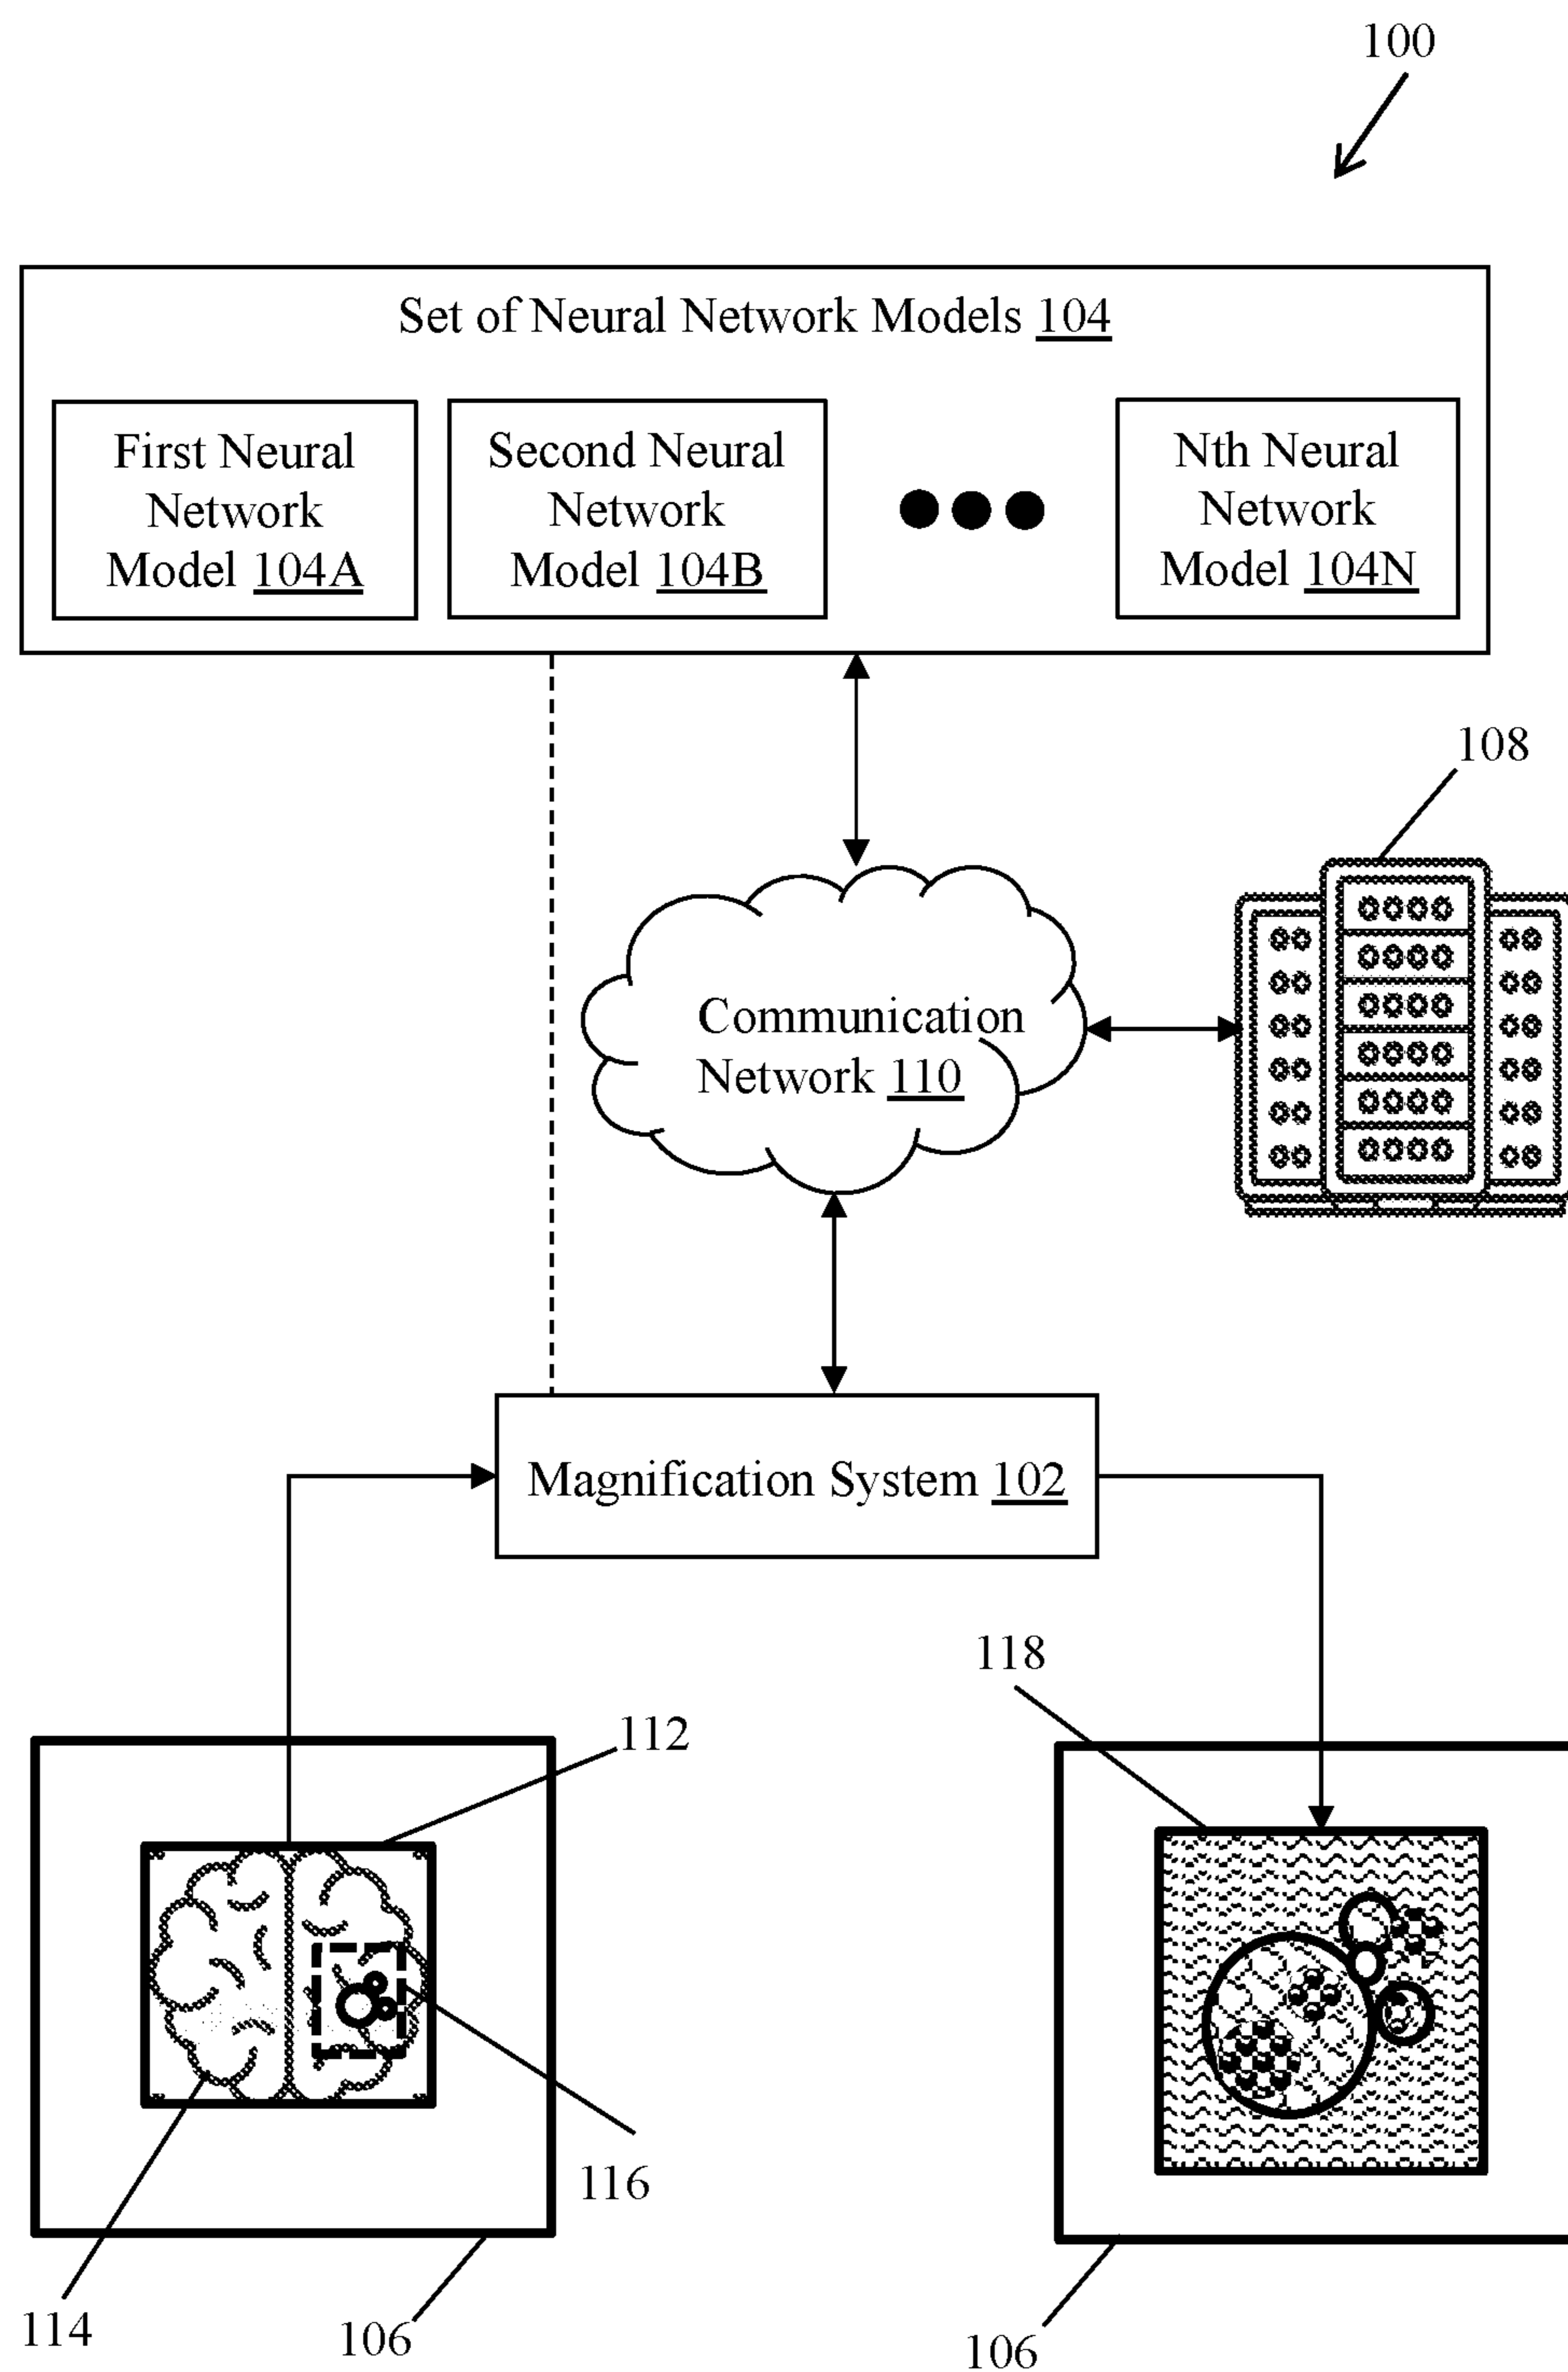 100
Set of Neural Network Models 104
First Neural
Network
Model 104A
Second Neural
Network
Model 104B
Nth Neural
Network
Model 104N
108
Communication
Network 110
Magnification System 102
118
112
116
114
106
106